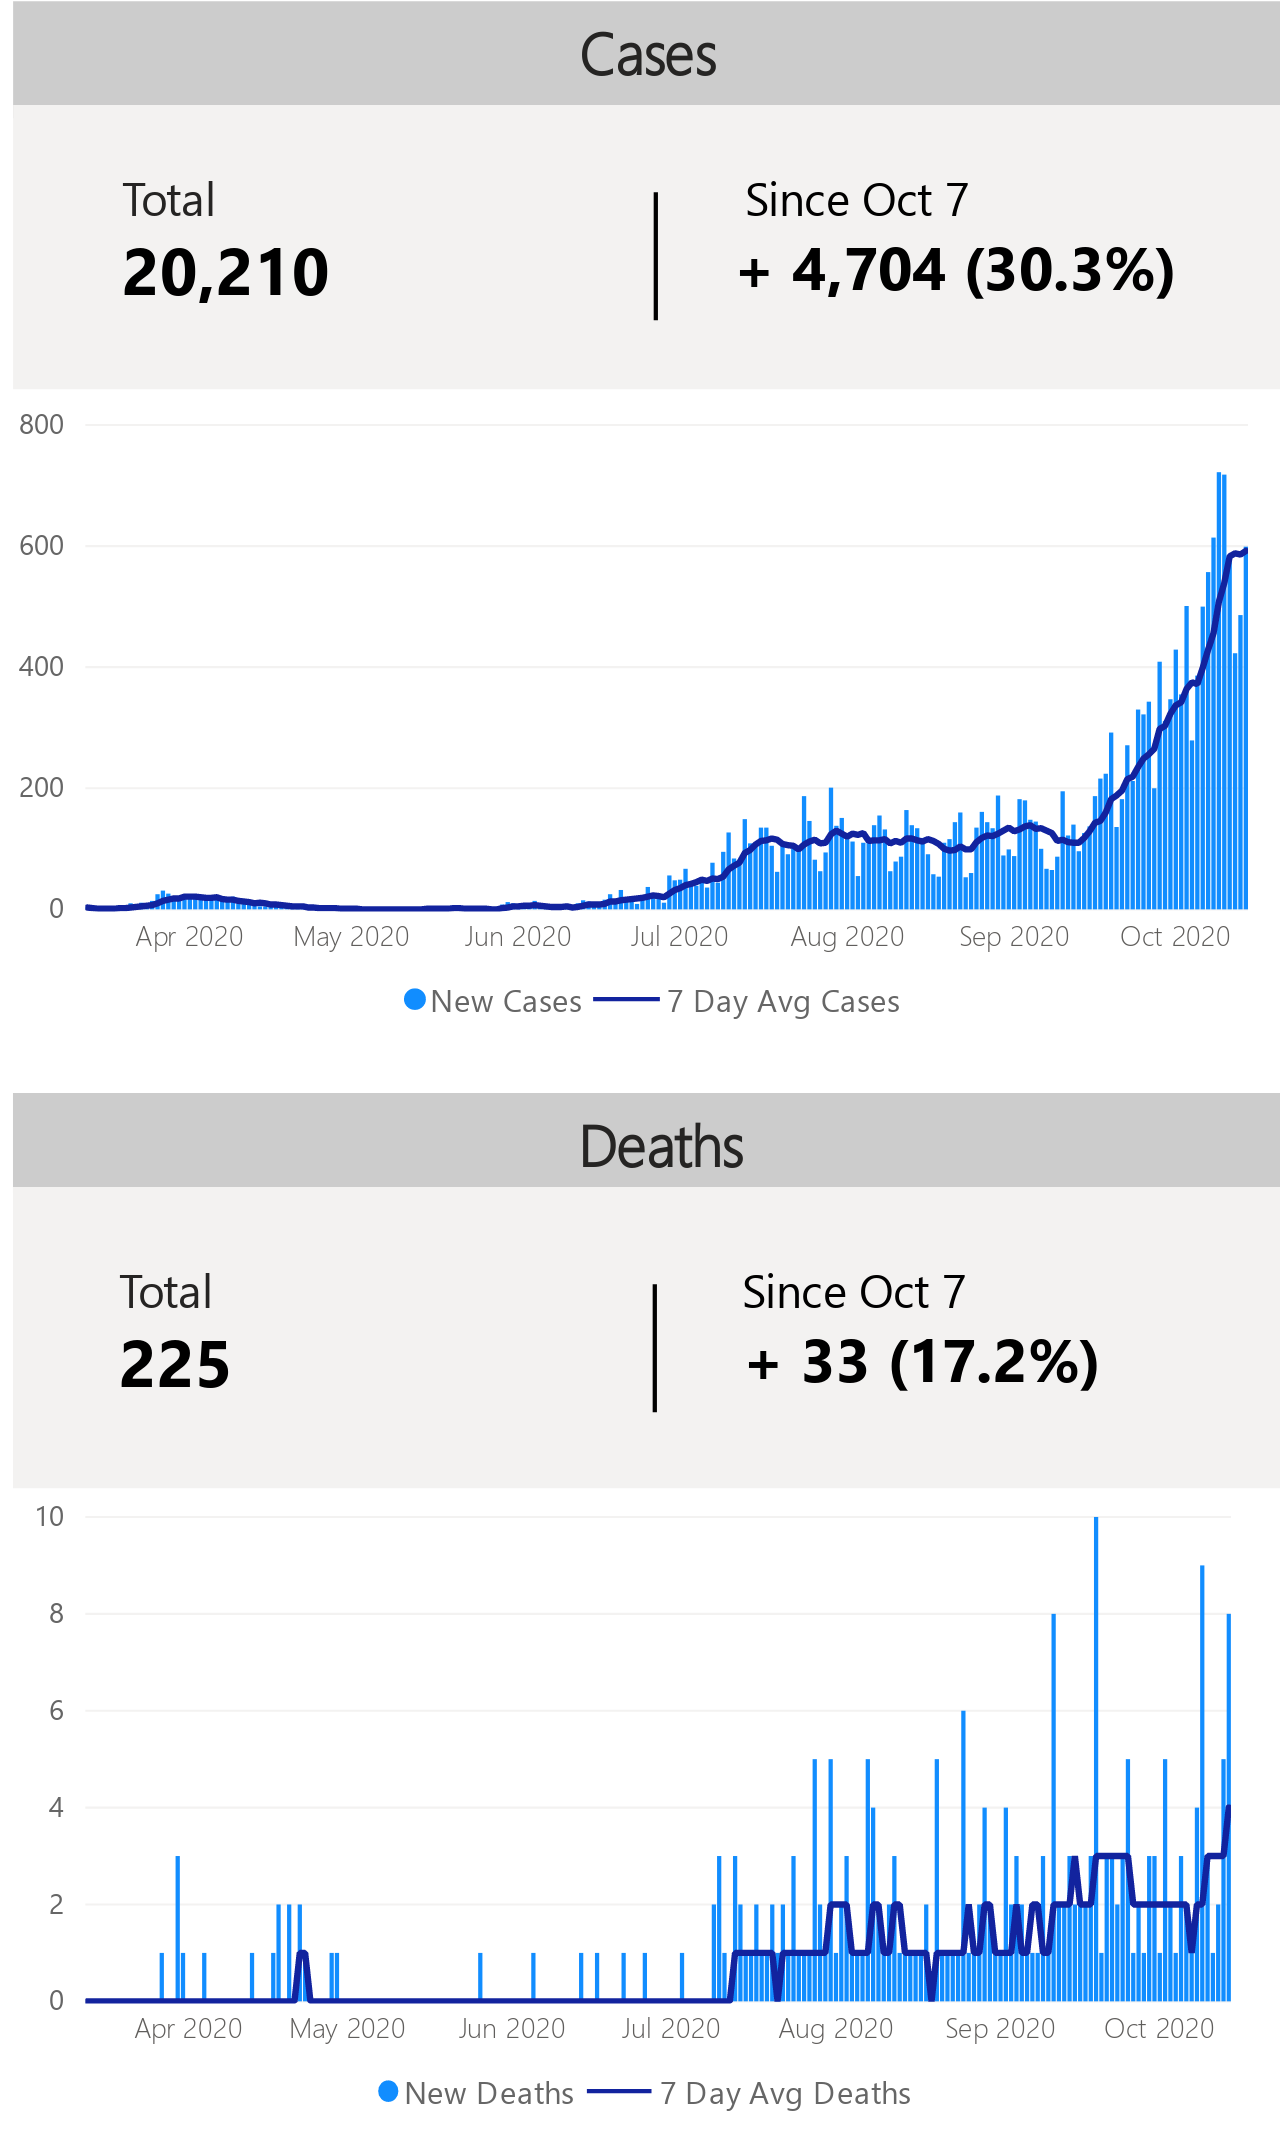 Cases
Total
Since Oct 7
20,210
+ 4,704 (30.3%)
800
600
400
200
0
Apr 2020 May 2020 Jun 2020 Jul 2020 Aug 2020 Sep 2020 Oct 2020
New Cases 7 Day Avg Cases
Deaths
Total
Since Oct 7
225
+ 33 (17.2%)
10
8
6
4
2
0
Apr 2020 May 2020 Jun 2020 Jul 2020 Aug 2020 Sep 2020 Oct 2020
New Deaths 7 Day Avg Deaths